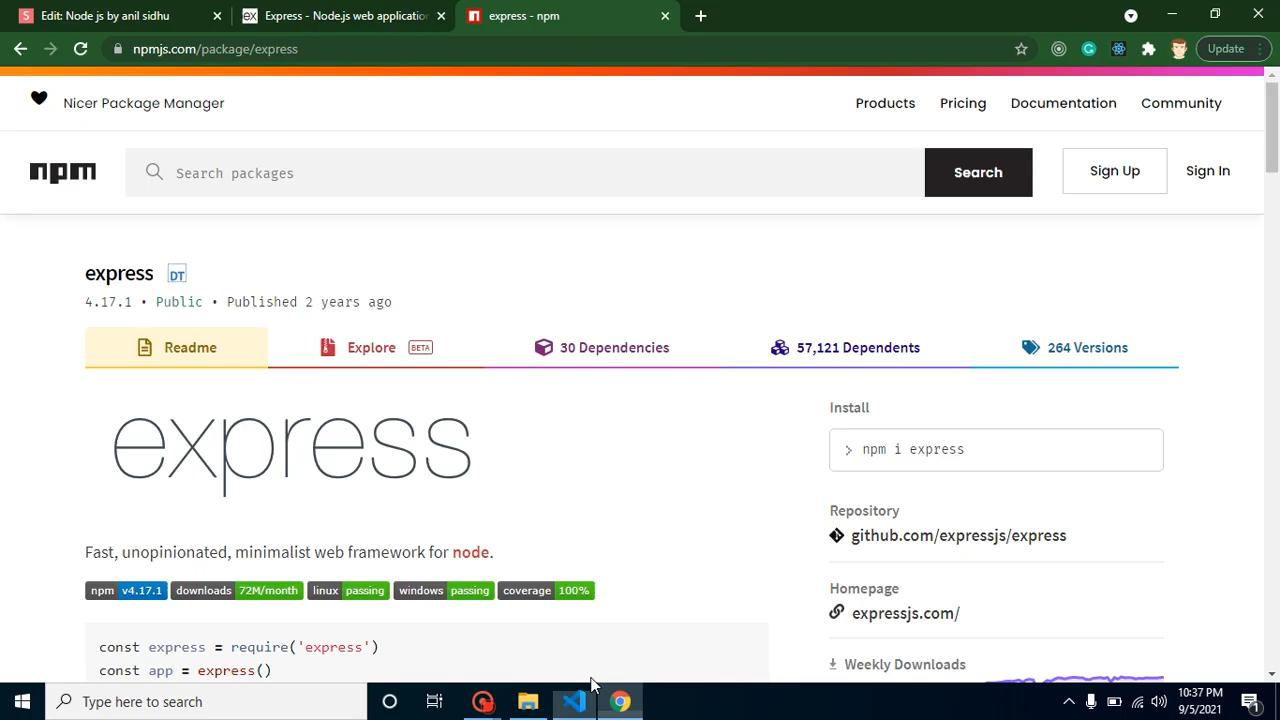 Edit: Node js by anil sidhu
Express - Node.js web application
express - npm
npmjs.com/package/express
Update
Nicer Package Manager
Products
Pricing
Documentation
Community
npm
Search packages
Search
Sign Up
Sign In
express DT
4.17.1 • Public • Published 2 years ago
Readme
Explore BETA
30 Dependencies
57,121 Dependents
264 Versions
express
Fast, unopinionated, minimalist web framework for node.
npm v4.17.1 downloads 72M/month linux passing windows passing coverage 100%
const express = require('express')
const app = express()
Install
> npm i express
Repository
github.com/expressjs/express
Homepage
expressjs.com/
Weekly Downloads
Type here to search
10:37 PM
9/5/2021
1